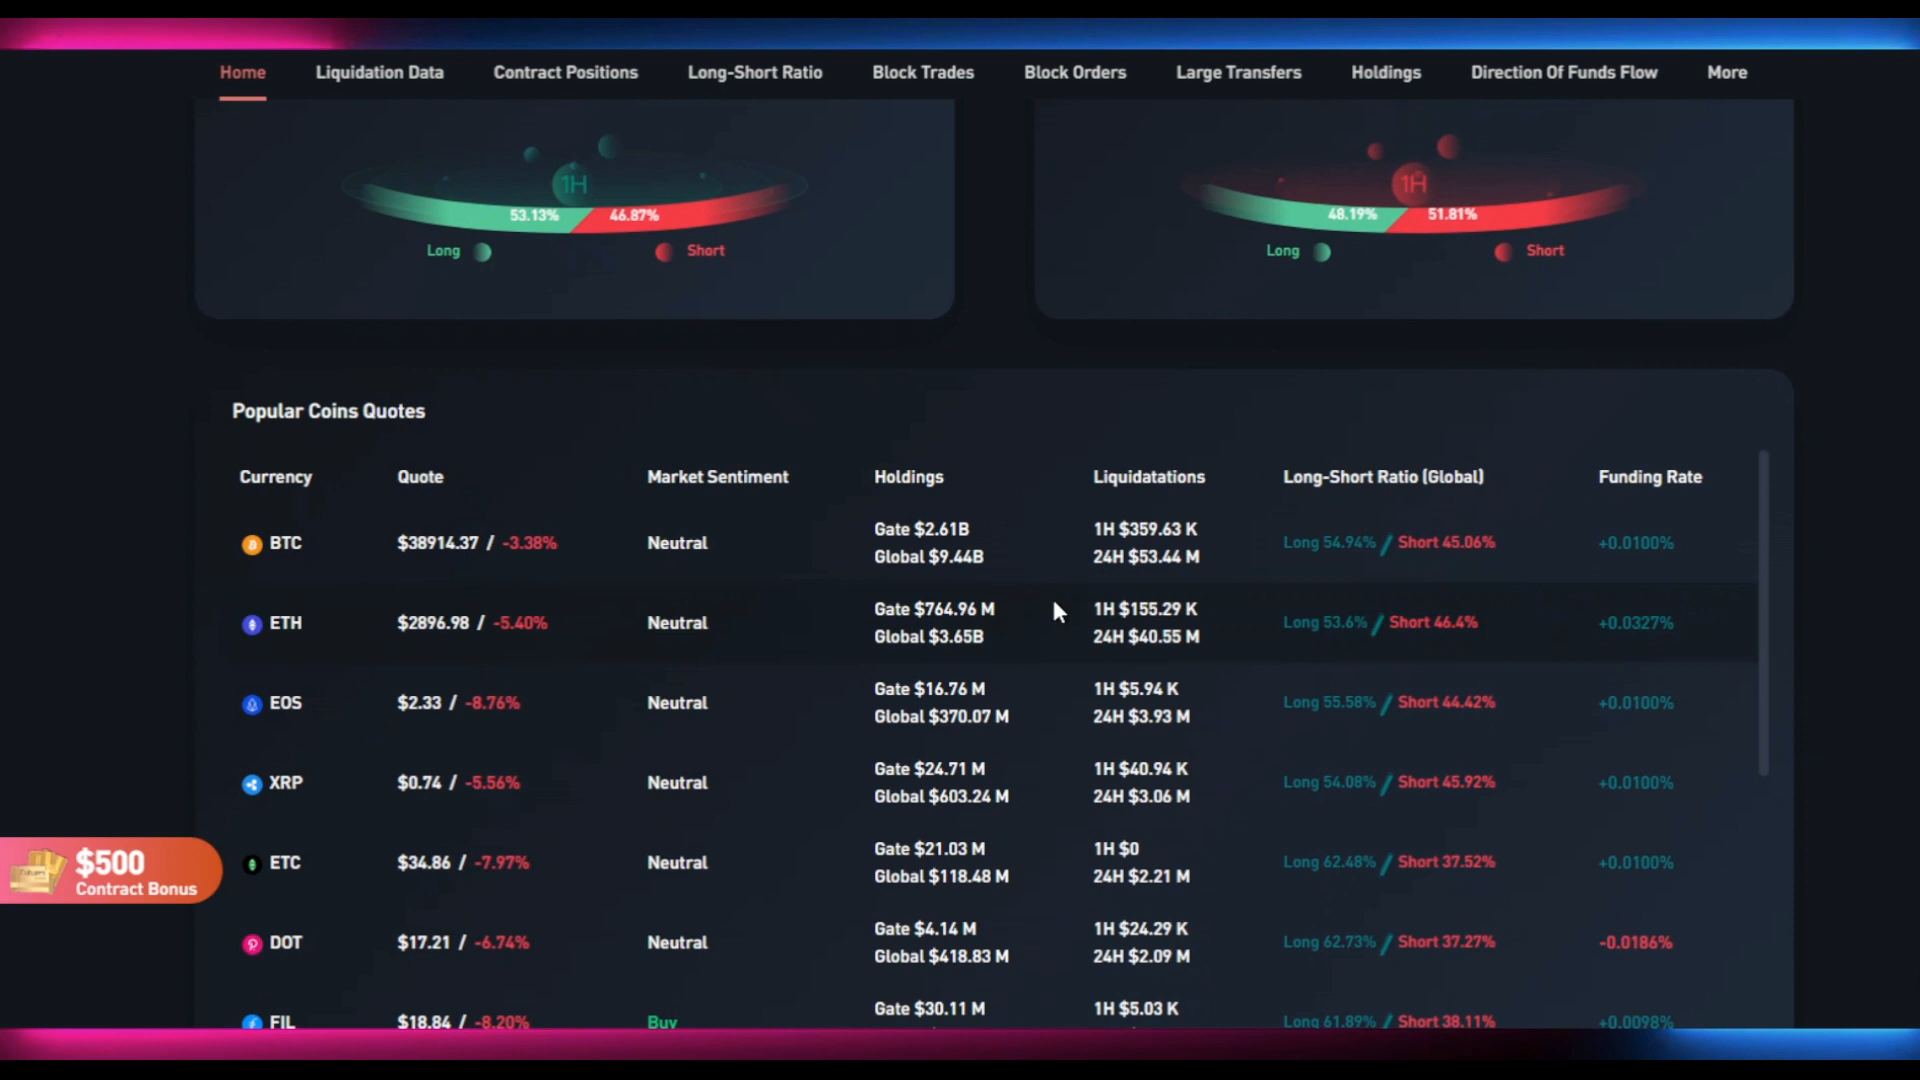 Home Liquidation Data Contract Positions Long-Short Ratio Block Trades Block Orders Large Transfers Holdings Direction Of Funds Flow More
1H 1H
53.13% 46.87% 48.19% 51.81%
Long Short Long Short
Popular Coins Quotes
Currency Quote Market Sentiment Holdings Liquidatations Long-Short Ratio (Global) Funding Rate
Gate $2.61B 1H $359.63 K
BTC $38914.37 / -3.38% Neutral Long 54.94% / Short 45.06% +0.0100%
Global $9.44B 24H $53.44 M
Gate $764.96 M 1H $155.29 K
ETH $2896.98 / -5.40% Neutral Long 53.6% / Short 46.4% +0.0327%
Global $3.65B 24H $40.55 M
Gate $16.76 M 1H $5.94 K
EOS $2.33 / -8.76% Neutral Long 55.58% / Short 44.42% +0.0100%
Global $370.07 M 24H $3.93 M
Gate $24.71 M 1H $40.94 K
XRP $0.74 / -5.56% Neutral Long 54.08% / Short 45.92% +0.0100%
Global $603.24 M 24H $3.06 M
Gate $21.03 M 1H $0
ETC $34.86 / -7.97% Neutral Long 62.48% / Short 37.52% +0.0100%
Global $118.48 M 24H $2.21 M
$500
Contract Bonus
Gate $4.14 M 1H $24.29 K
DOT $17.21 / -6.74% Neutral Long 62.73% / Short 37.27% -0.0186%
Global $418.83 M 24H $2.09 M
Gate $30.11 M 1H $5.03 K
FIL $18.84 / -8.20% Buy Long 61.89% / Short 38.11% +0.0098%